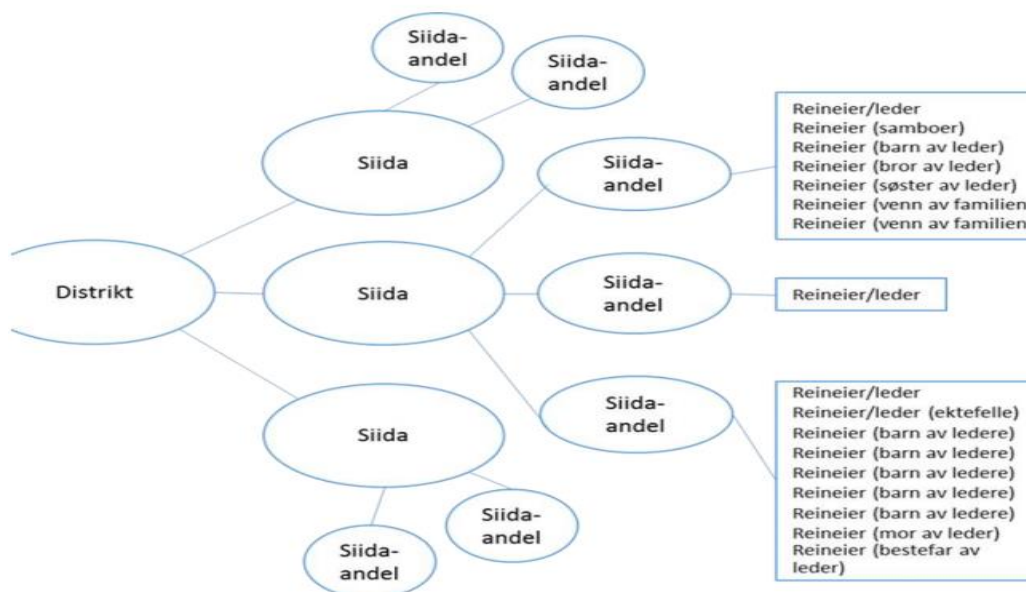 Siida-
andel
Siida-
andel
Siida
Siida-
andel
Reineier/leder
Reineier (samboer)
Reineier (barn av leder)
Reineier (bror av leder)
Reineier (søster av leder)
Reineier (venn av familien
Reineier (venn av familien
Distrikt
Siida
Siida-
andel
Reineier/leder
Siida
Siida-
andel
Reineier/leder
Reineier/leder (ektefelle)
Reineier (barn av ledere)
Reineier (barn av ledere)
Reineier (barn av ledere)
Reineier (barn av ledere)
Reineier (barn av ledere)
Reineier (mor av leder)
Reineier (bestefar av
leder)
Siida-
andel
Siida-
andel